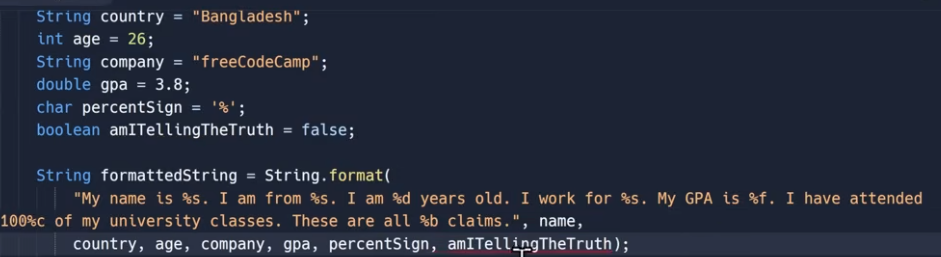 String country = "Bangladesh";
int age = 26;
String company = "freeCodeCamp";
double gpa = 3.8;
char percentSign = '%';
boolean amITellingTheTruth = false;
String formattedString = String.format(
"My name is %s. I am from %s. I am %d years old. I work for %s. My GPA is %f. I have attended
100%c of my university classes. These are all %b claims.", name,
country, age, company, gpa, percentSign, amITellingTheTruth);